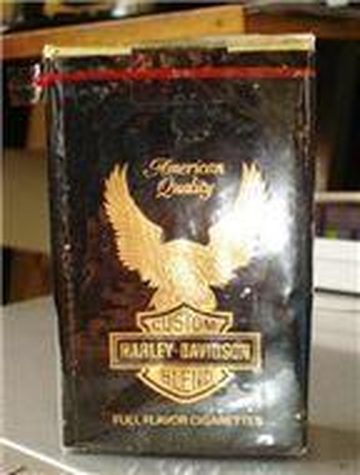 American
Quality
CUSTOM
HARLEY-DAVIDSON
BLEND
FULL FLAVOR CIGARETTES